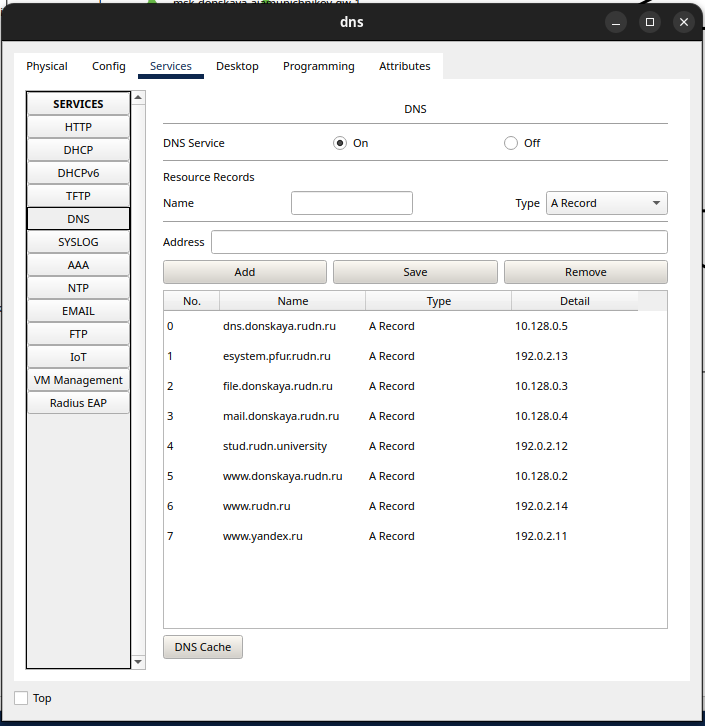 dns
Physical Config Services Desktop Programming Attributes
SERVICES
HTTP
DHCP
DHCPv6
TFTP
DNS
SYSLOG
AAA
NTP
EMAIL
FTP
IoT
VM Management
Radius EAP
DNS
DNS Service On Off
Resource Records
Name Type A Record
Address
Add Save Remove
No. Name Type Detail
0 dns.donskaya.rudn.ru A Record 10.128.0.5
1 esystem.pfur.rudn.ru A Record 192.0.2.13
2 file.donskaya.rudn.ru A Record 10.128.0.3
3 mail.donskaya.rudn.ru A Record 10.128.0.4
4 stud.rudn.university A Record 192.0.2.12
5 www.donskaya.rudn.ru A Record 10.128.0.2
6 www.rudn.ru A Record 192.0.2.14
7 www.yandex.ru A Record 192.0.2.11
DNS Cache
Top